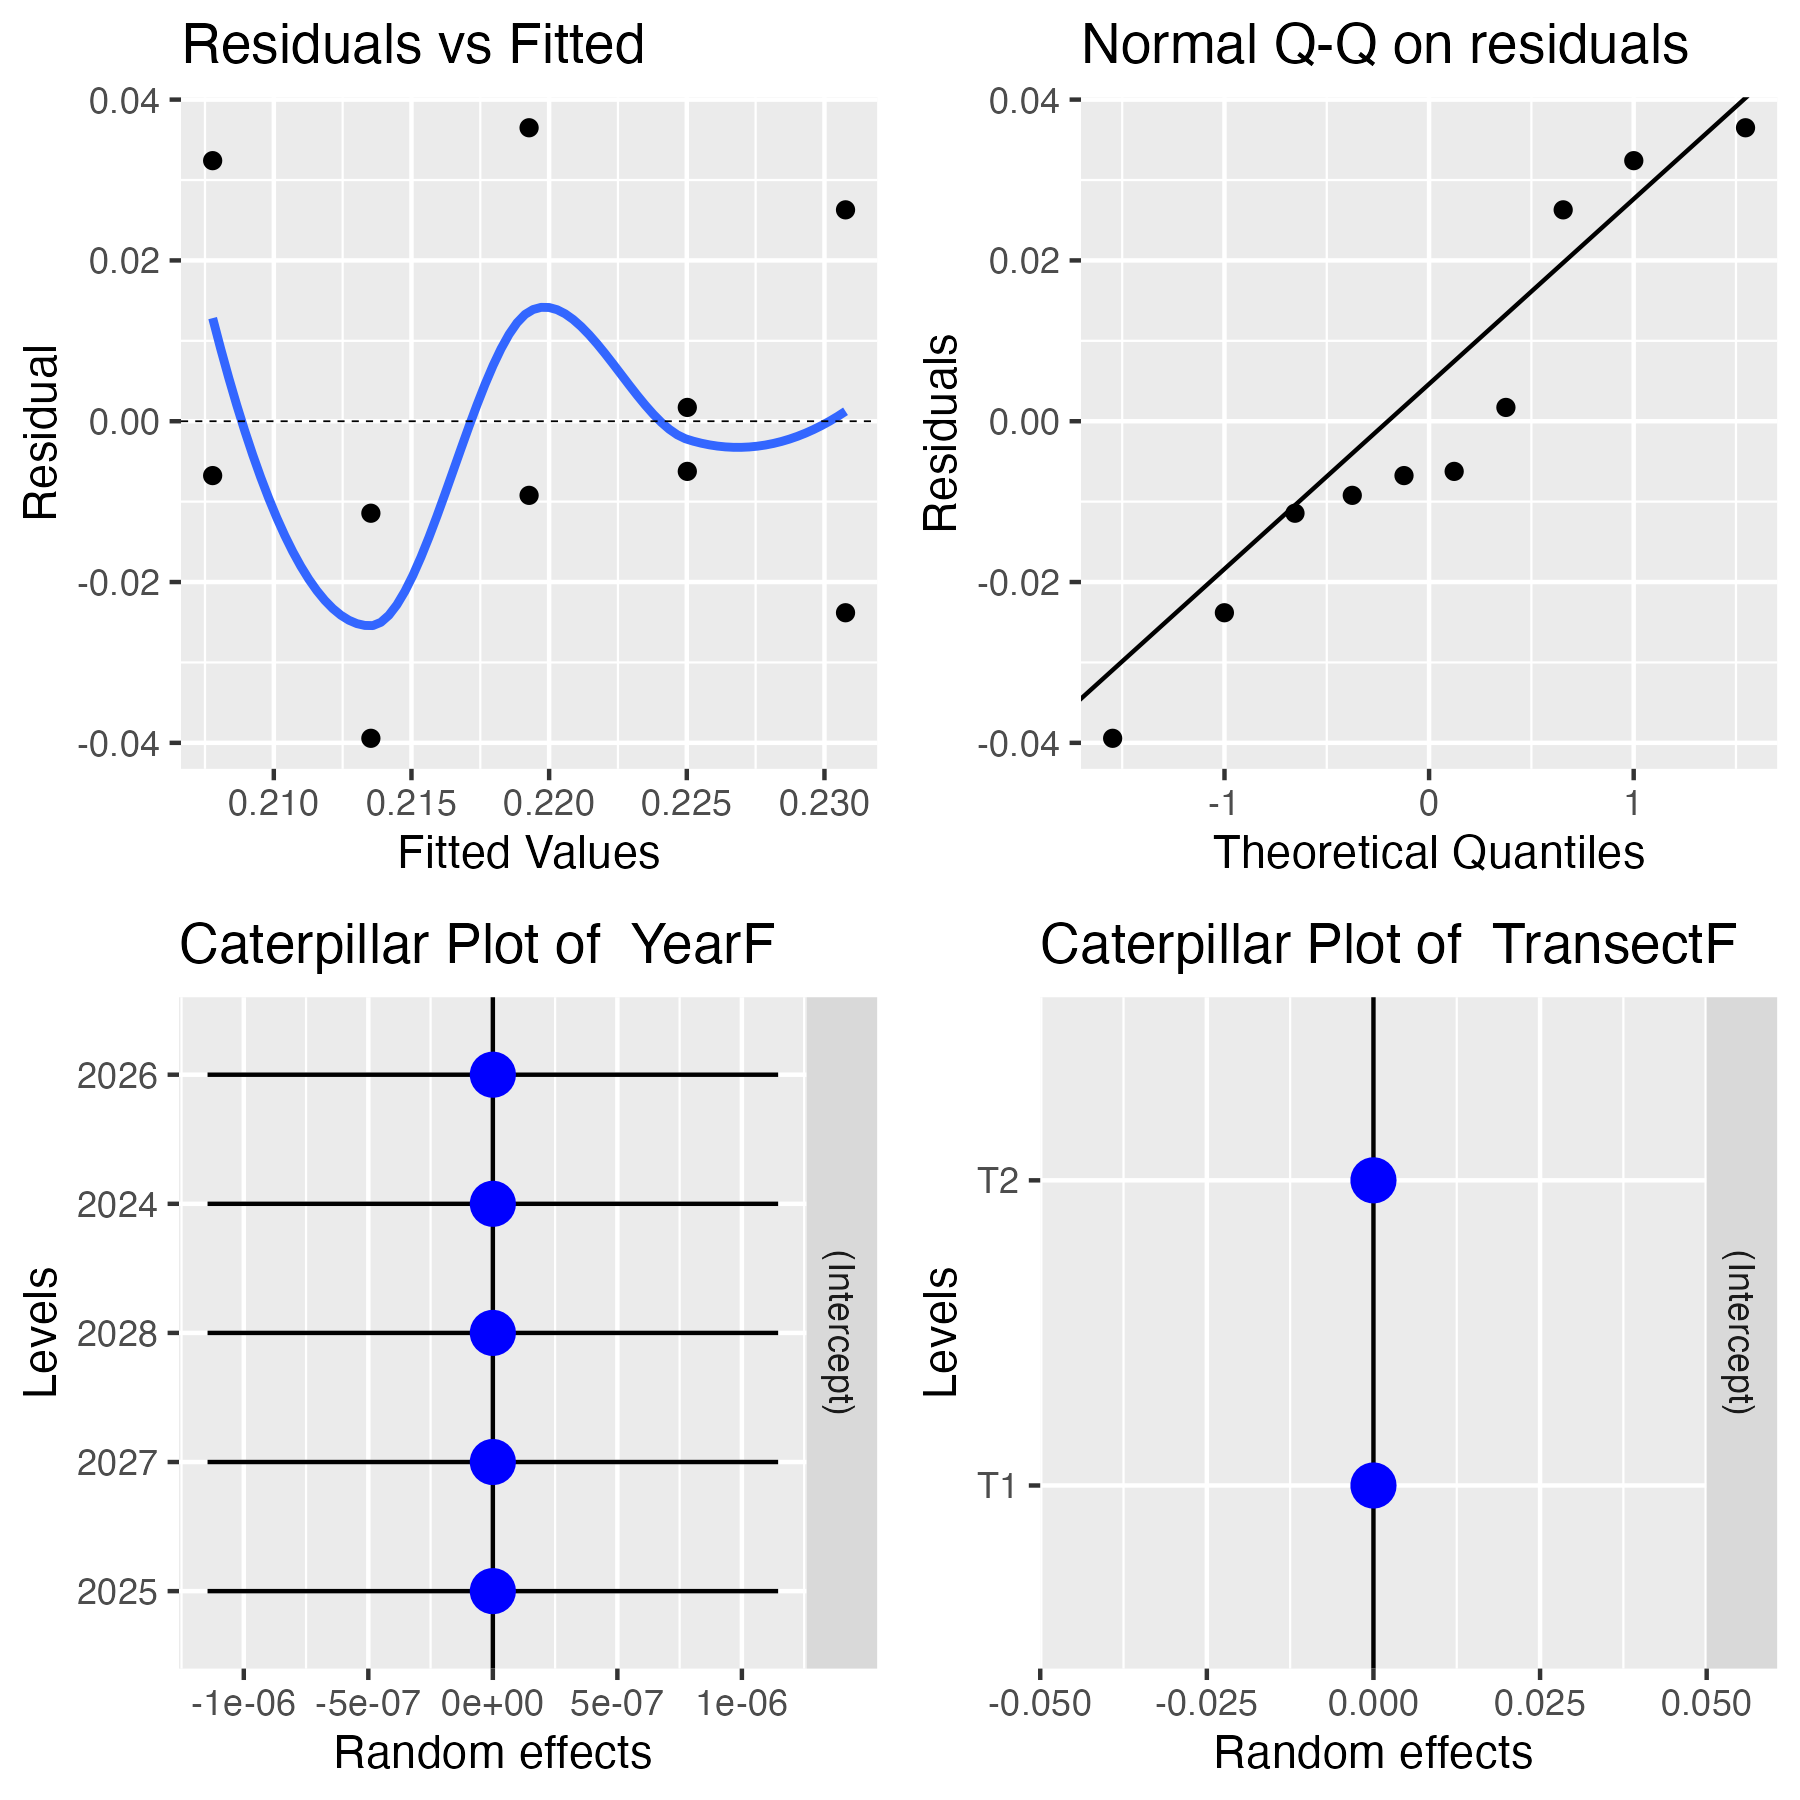 Residuals vs Fitted
0.04
0.02
0.00
-0.02
-0.04
Residual
0.210 0.215 0.220 0.225 0.230
Fitted Values
Normal Q-Q on residuals
0.04
0.02
0.00
-0.02
-0.04
Residuals
-1 0 1
Theoretical Quantiles
Caterpillar Plot of  YearF
2026
2024
2028
2027
2025
Levels
(Intercept)
-1e-06 -5e-07 0e+00 5e-07 1e-06
Random effects
Caterpillar Plot of  TransectF
T2
T1
Levels
(Intercept)
-0.050 -0.025 0.000 0.025 0.050
Random effects